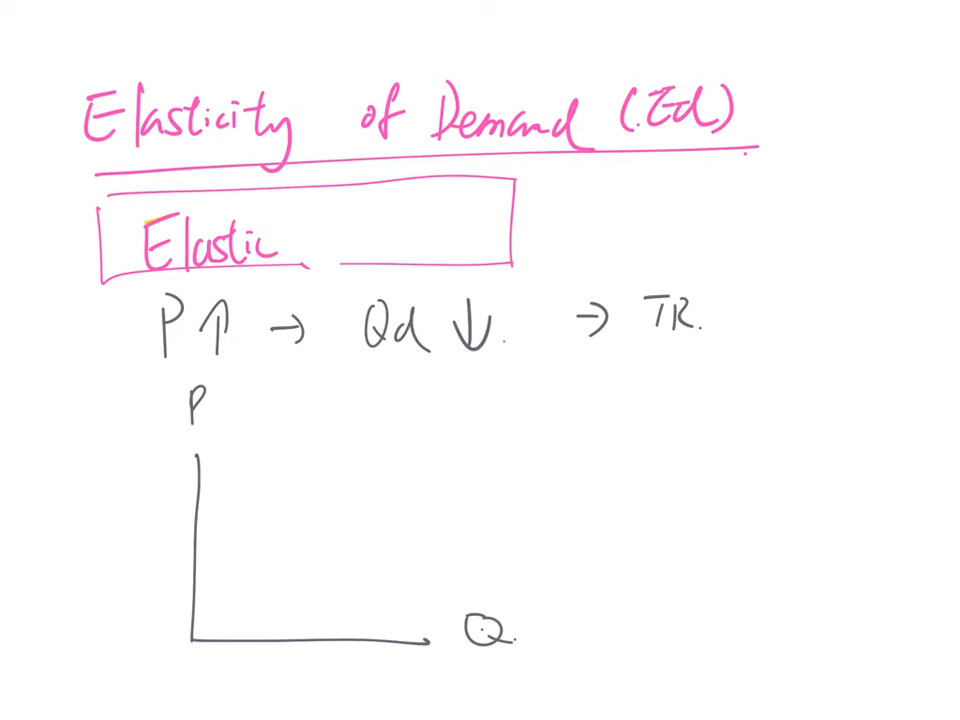 Elasticity of Demand (Ed)
Elastic
P↑ → Qd ↓ → TR.
P
Q